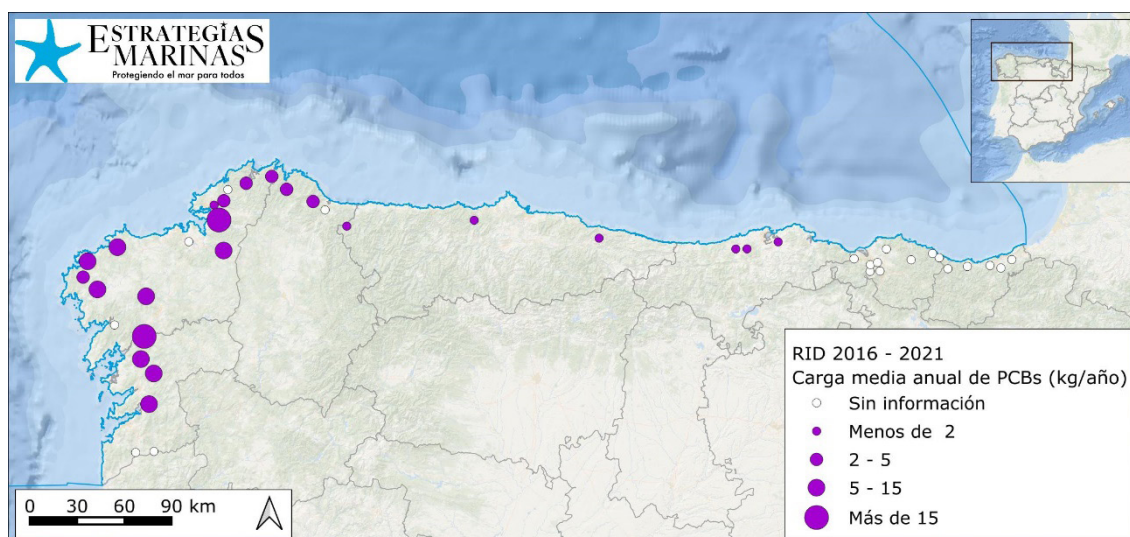 ESTRATEGIAS
MARINAS
Protegiendo el mar para todos
RID 2016 - 2021
Carga media anual de PCBs (kg/año)
Sin información
Menos de 2
2 - 5
5 - 15
Más de 15
0 30 60 90 km